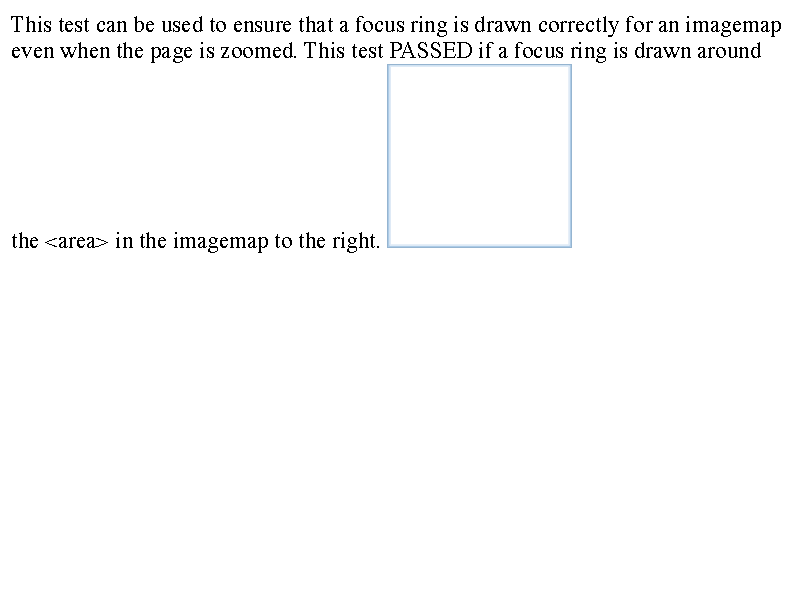 This test can be used to ensure that a focus ring is drawn correctly for an imagemap
even when the page is zoomed. This test PASSED if a focus ring is drawn around
the <area> in the imagemap to the right.